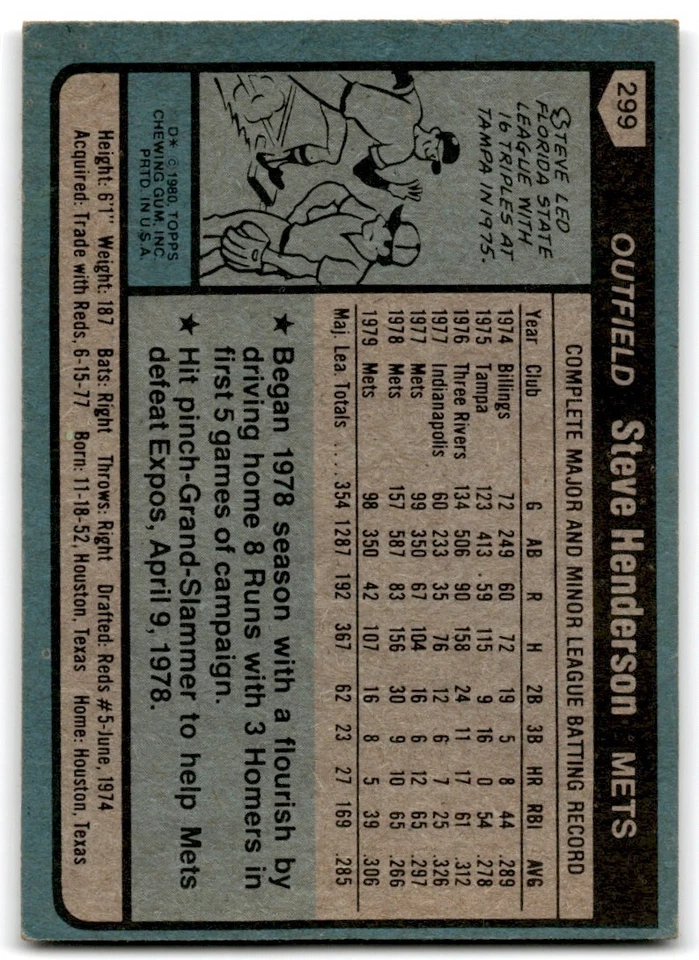 299
OUTFIELD Steve Henderson METS
STEVE LED
FLORIDA STATE
LEAGUE WITH
16 TRIPLES AT
TAMPA IN 1975.
D* © 1980, TOPPS
CHEWING GUM, INC.
PRTD. IN U.S.A.
COMPLETE MAJOR AND MINOR LEAGUE BATTING RECORD
Year Club G AB R H 2B 3B HR RBI AVG
1974 Billings 72 249 60 72 19 5 8 44 .289
1975 Tampa 123 413 .59 115 9 16 0 54 .278
1976 Three Rivers 134 506 90 158 24 11 17 61 .312
1977 Indianapolis 60 233 35 76 12 6 7 25 .326
1977 Mets 99 350 67 104 16 6 12 65 .297
1978 Mets 157 587 83 156 30 9 10 65 .266
1979 Mets 98 350 42 107 16 8 5 39 .306
Maj. Lea. Totals .... 354 1287 192 367 62 23 27 169 .285
★ Began 1978 season with a flourish by
driving home 8 Runs with 3 Homers in
first 5 games of campaign.
★ Hit pinch-Grand-Slammer to help Mets
defeat Expos, April 9, 1978.
Height: 6'1" Weight: 187 Bats: Right Throws: Right Drafted: Reds #5-June, 1974
Acquired: Trade with Reds, 6-15-77 Born: 11-18-52, Houston, Texas Home: Houston, Texas